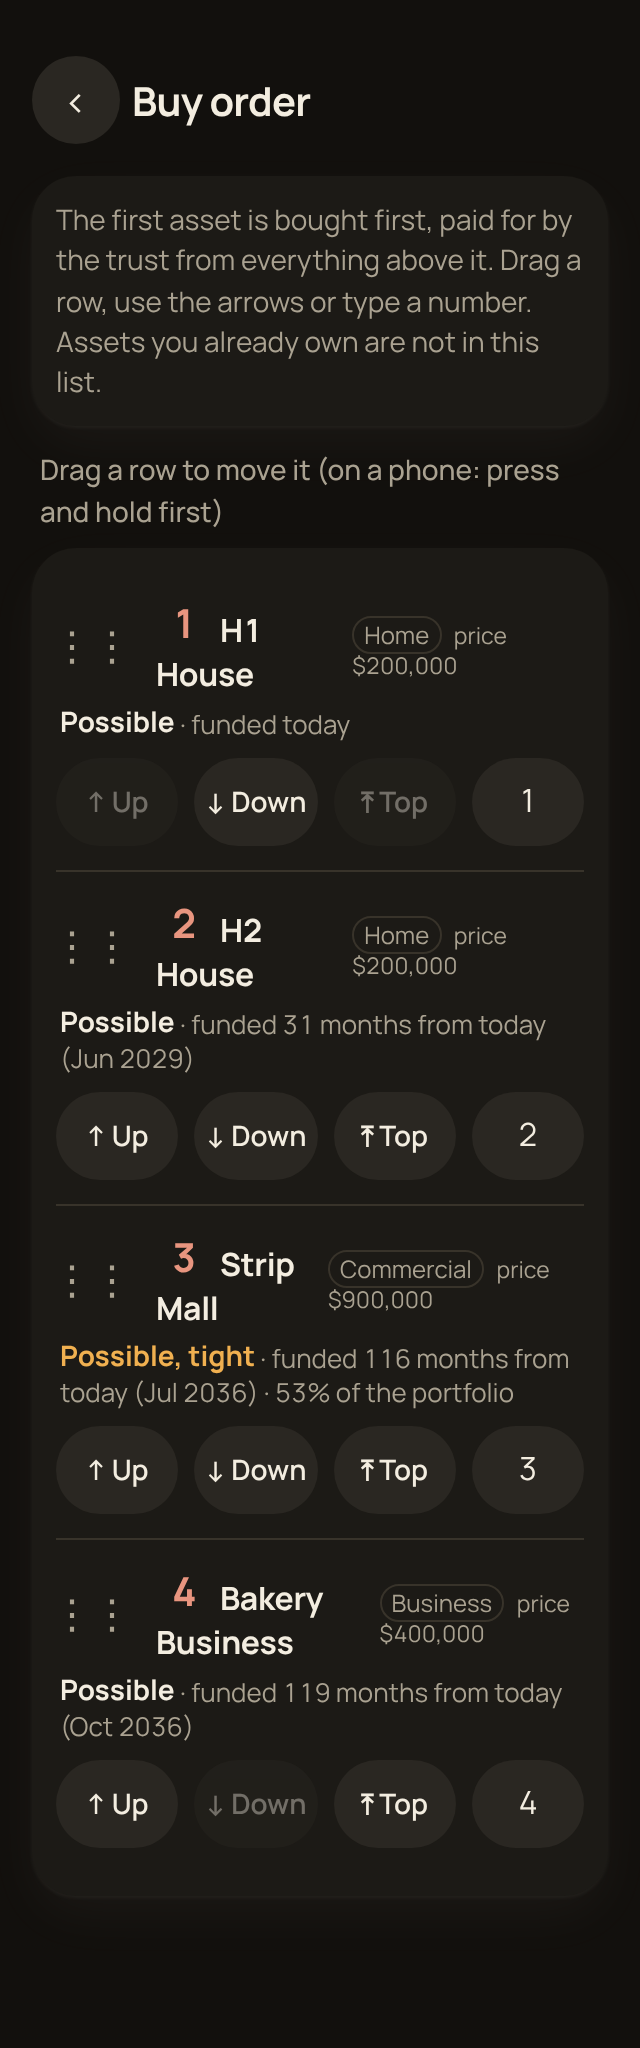 ‹ Buy order
The first asset is bought first, paid for by
the trust from everything above it. Drag a
row, use the arrows or type a number.
Assets you already own are not in this
list.
Drag a row to move it (on a phone: press
and hold first)
⋮⋮ 1 H1 House Home price $200,000
Possible · funded today
↑ Up ↓ Down ⤒ Top 1
⋮⋮ 2 H2 House Home price $200,000
Possible · funded 31 months from today
(Jun 2029)
↑ Up ↓ Down ⤒ Top 2
⋮⋮ 3 Strip Mall Commercial price $900,000
Possible, tight · funded 116 months from
today (Jul 2036) · 53% of the portfolio
↑ Up ↓ Down ⤒ Top 3
⋮⋮ 4 Bakery Business Business price $400,000
Possible · funded 119 months from today
(Oct 2036)
↑ Up ↓ Down ⤒ Top 4